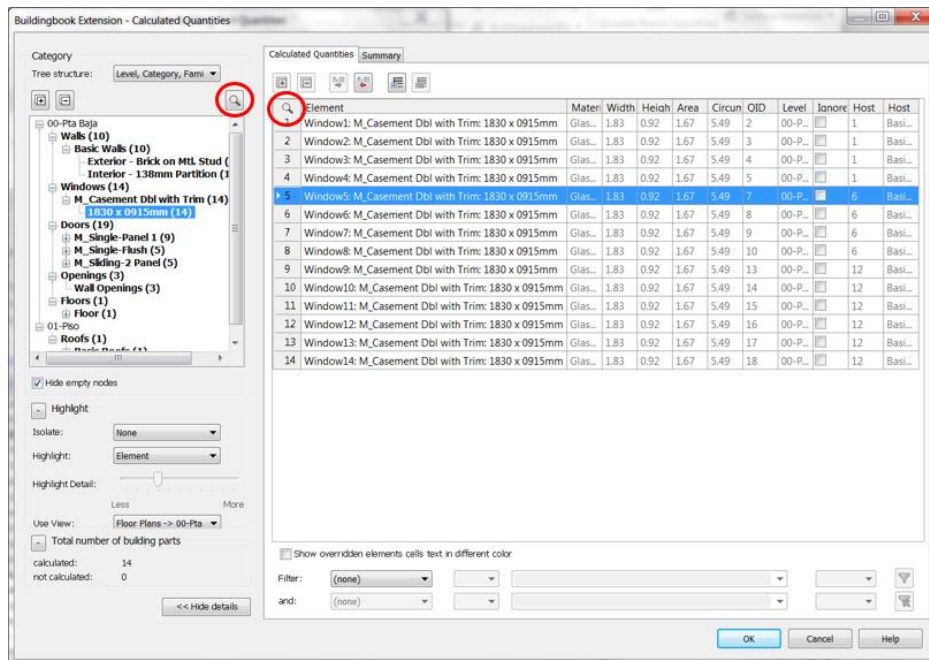 Buildingbook Extension - Calculated Quantities
Category
Tree structure: Level, Category, Fami
00-Pta Baja
Walls (10)
Basic Walls (10)
Exterior - Brick on Mtl. Stud (
Interior - 138mm Partition (1
Windows (14)
M_Casement Dbl with Trim (14)
1830 x 0915mm (14)
Doors (19)
M_Single-Panel 1 (9)
M_Single-Flush (5)
M_Sliding-2 Panel (5)
Openings (3)
Wall Openings (3)
Floors (1)
Floor (1)
01-Piso
Roofs (1)
Basic Roofs (1)
Hide empty nodes
Highlight
Isolate: None
Highlight: Element
Highlight Detail:
Less More
Use View: Floor Plans -> 00-Pta
Total number of building parts
calculated: 14
not calculated: 0
<< Hide details
Calculated Quantities Summary
Element Materi Width Heigh Area Circun OID Level Ignore Host Host
1 Window1: M_Casement Dbl with Trim: 1830 x 0915mm Glas... 1.83 0.92 1.67 5.49 2 00-P... 1 Basi...
2 Window2: M_Casement Dbl with Trim: 1830 x 0915mm Glas... 1.83 0.92 1.67 5.49 3 00-P... 1 Basi...
3 Window3: M_Casement Dbl with Trim: 1830 x 0915mm Glas... 1.83 0.92 1.67 5.49 4 00-P... 1 Basi...
4 Window4: M_Casement Dbl with Trim: 1830 x 0915mm Glas... 1.83 0.92 1.67 5.49 5 00-P... 1 Basi...
5 Window5: M_Casement Dbl with Trim: 1830 x 0915mm Glas... 1.83 0.92 1.67 5.49 7 00-P... 6 Basi...
6 Window6: M_Casement Dbl with Trim: 1830 x 0915mm Glas... 1.83 0.92 1.67 5.49 8 00-P... 6 Basi...
7 Window7: M_Casement Dbl with Trim: 1830 x 0915mm Glas... 1.83 0.92 1.67 5.49 9 00-P... 6 Basi...
8 Window8: M_Casement Dbl with Trim: 1830 x 0915mm Glas... 1.83 0.92 1.67 5.49 10 00-P... 6 Basi...
9 Window9: M_Casement Dbl with Trim: 1830 x 0915mm Glas... 1.83 0.92 1.67 5.49 13 00-P... 12 Basi...
10 Window10: M_Casement Dbl with Trim: 1830 x 0915mm Glas... 1.83 0.92 1.67 5.49 14 00-P... 12 Basi...
11 Window11: M_Casement Dbl with Trim: 1830 x 0915mm Glas... 1.83 0.92 1.67 5.49 15 00-P... 12 Basi...
12 Window12: M_Casement Dbl with Trim: 1830 x 0915mm Glas... 1.83 0.92 1.67 5.49 16 00-P... 12 Basi...
13 Window13: M_Casement Dbl with Trim: 1830 x 0915mm Glas... 1.83 0.92 1.67 5.49 17 00-P... 12 Basi...
14 Window14: M_Casement Dbl with Trim: 1830 x 0915mm Glas... 1.83 0.92 1.67 5.49 18 00-P... 12 Basi...
Show overridden elements cells text in different color
Filter: (none)
and: (none)
OK Cancel Help